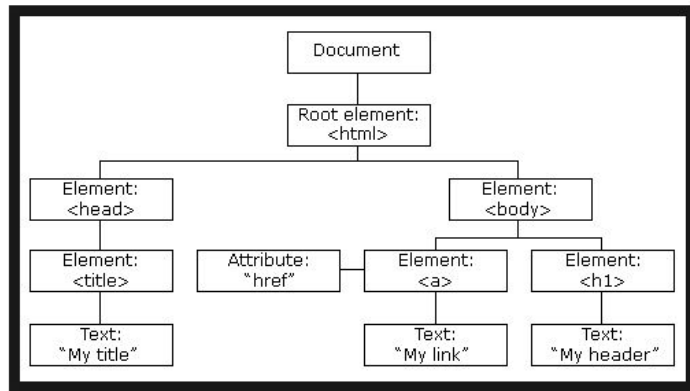 Document
Root element:
<html>
Element:
<head>
Element:
<body>
Element:
<title>
Attribute:
“href”
Element:
<a>
Element:
<h1>
Text:
“My title”
Text:
“My link”
Text:
“My header”